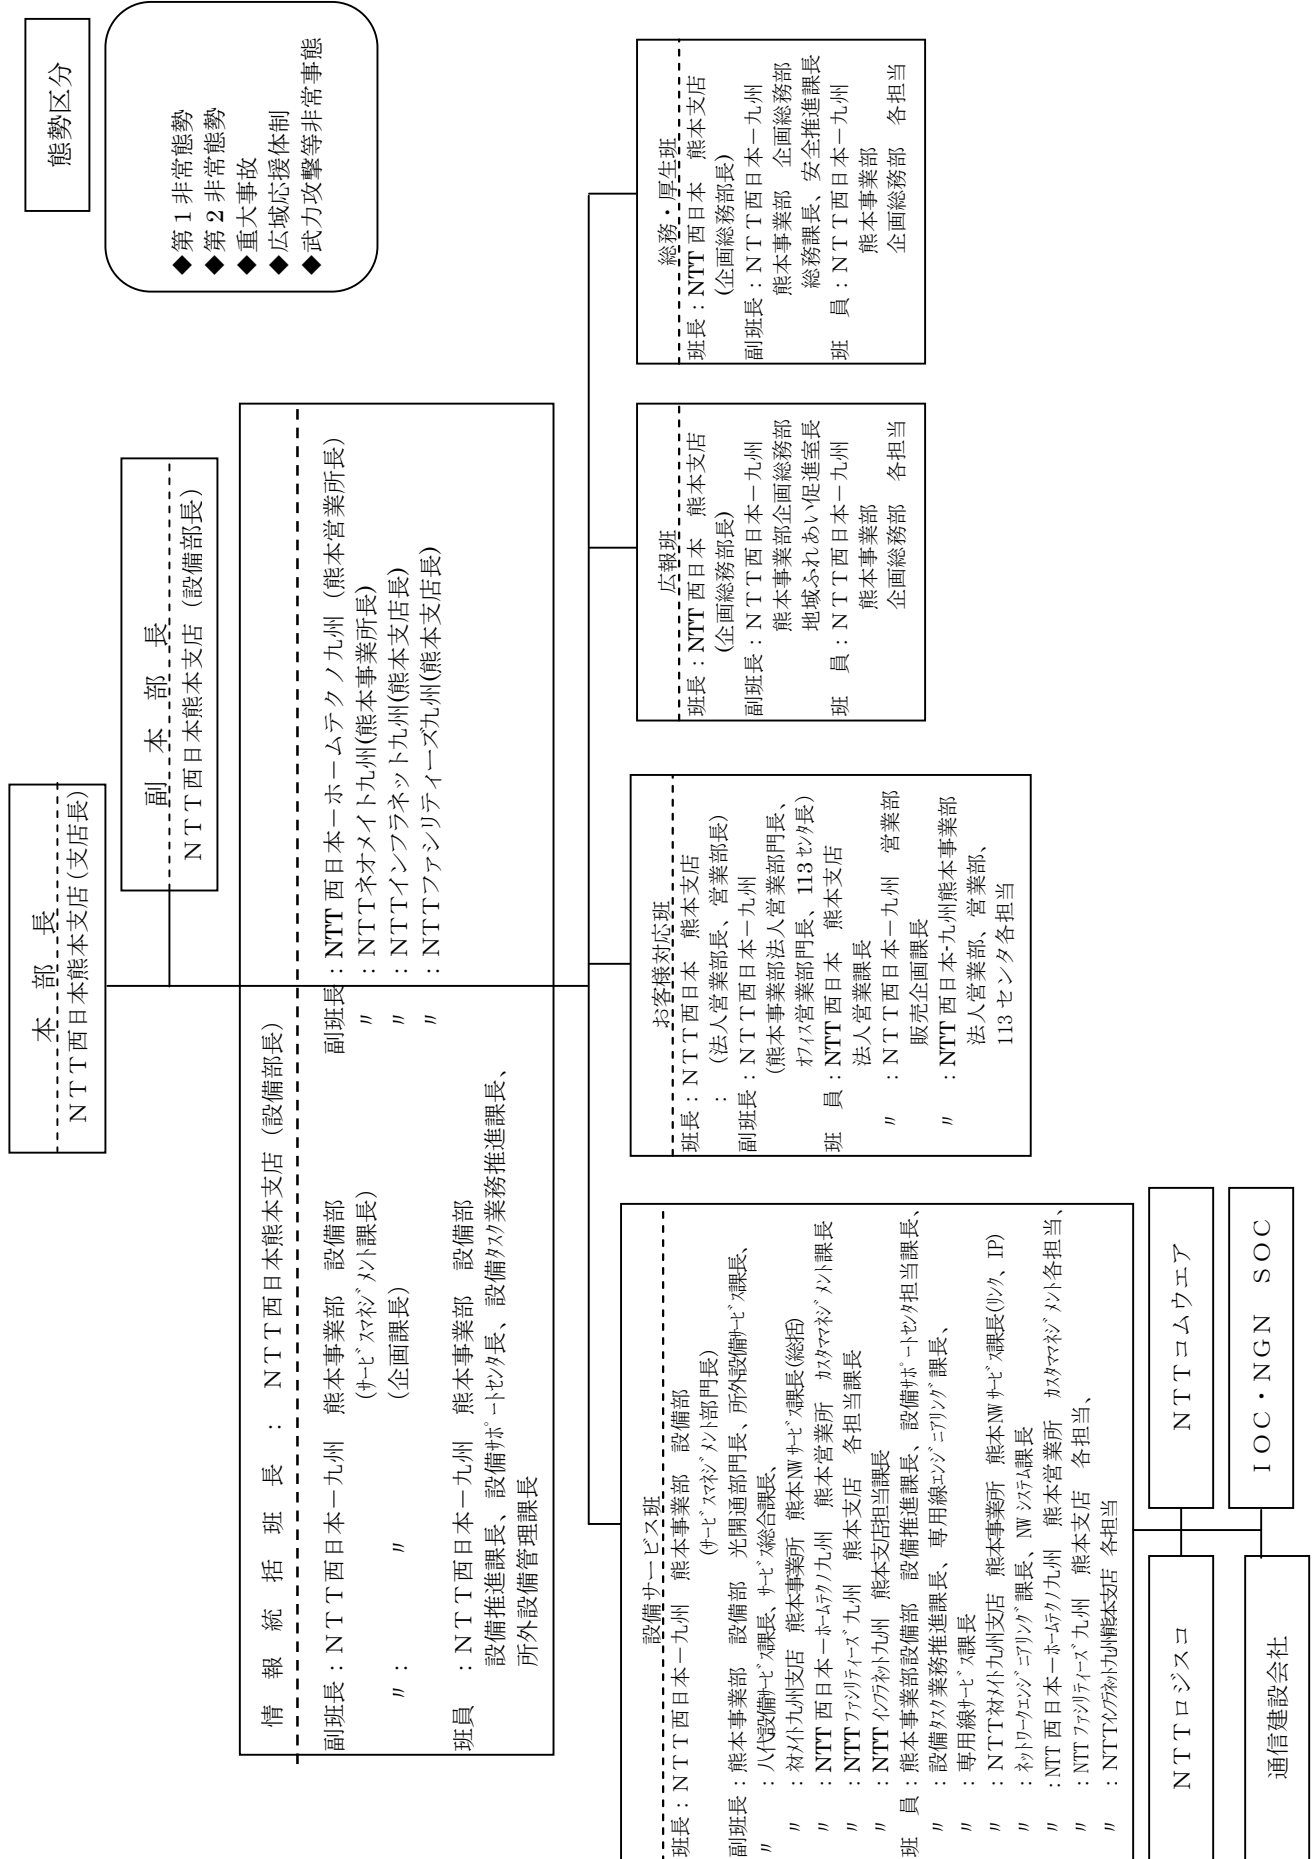 態勢区分
◆第１非常態勢
◆第２非常態勢
◆重大事故
◆広域応援体制
◆武力攻撃等非常事態
本　部　長
ＮＴＴ西日本熊本支店(支店長)
副　本　部　長
ＮＴＴ西日本熊本支店（設備部長）
情　報　統　括　班　長　：　ＮＴＴ西日本熊本支店（設備部長）
副班長：ＮＴＴ西日本－九州　熊本事業部　設備部
(ｻｰﾋﾞｽﾏﾈｼﾞﾒﾝﾄ課長)
〃　：　　　　〃　　　　　　(企画課長)
班員　：ＮＴＴ西日本－九州　熊本事業部　設備部
設備推進課長、設備ｻﾎﾟｰﾄｾﾝﾀ長、設備ﾀｽｸ業務推進課長、
所外設備管理課長
副班長：NTT 西日本－ホームテクノ九州（熊本営業所長）
〃　：ＮＴＴネオメイト九州(熊本事業所長)
〃　：ＮＴＴインフラネット九州(熊本支店長)
〃　：ＮＴＴファシリティーズ九州(熊本支店長)
設備サービス班
班長：ＮＴＴ西日本－九州　熊本事業部　設備部
(ｻｰﾋﾞｽﾏﾈｼﾞﾒﾝﾄ部門長)
副班長：熊本事業部　設備部　光開通部門長、所外設備ｻｰﾋﾞｽ課長、
〃　：八代設備ｻｰﾋﾞｽ課長、ｻｰﾋﾞｽ総合課長、
〃　：ﾈｵﾒｲﾄ九州支店　熊本事業所　熊本NWｻｰﾋﾞｽ課長(総括)
〃　：NTT 西日本－ﾎｰﾑﾃｸﾉ九州　熊本営業所　ｶｽﾀﾏﾏﾈｼﾞﾒﾝﾄ課長
〃　：NTT ﾌｧｼﾘﾃｨｰｽﾞ九州　熊本支店　各担当課長
〃　：NTT ｲﾝﾌﾗﾈｯﾄ九州　熊本支店担当課長
班　員：熊本事業部設備部　設備推進課長、設備ｻﾎﾟｰﾄｾﾝﾀ担当課長、
〃　：設備ﾀｽｸ業務推進課長、専用線ｴﾝｼﾞﾆｱﾘﾝｸﾞ課長、
〃　：専用線ｻｰﾋﾞｽ課長
〃　：ＮＴＴﾈｵﾒｲﾄ九州支店　熊本事業所　熊本NWｻｰﾋﾞｽ課長(ﾘﾝｸ、IP)
〃　：ﾈｯﾄﾜｰｸｴﾝｼﾞﾆｱﾘﾝｸﾞ課長、NWｼｽﾃﾑ課長
〃　：NTT 西日本－ﾎｰﾑﾃｸﾉ九州　熊本営業所　ｶｽﾀﾏﾏﾈｼﾞﾒﾝﾄ各担当、
〃　：NTT ﾌｧｼﾘﾃｨｰｽﾞ九州　熊本支店　各担当、
〃　：NTTｲﾝﾌﾗﾈｯﾄ九州熊本支店 各担当
お客様対応班
班長：ＮＴＴ西日本　熊本支店
：　(法人営業部長、営業部長)
副班長：ＮＴＴ西日本－九州
(熊本事業部法人営業部門長、
ｵﾌｨｽ営業部門長、113 ｾﾝﾀ長)
班　員：NTT 西日本　熊本支店
法人営業課長
〃　：ＮＴＴ西日本－九州　営業部
販売企画課長
〃　：NTT 西日本-九州熊本事業部
法人営業部、営業部、
113 センタ各担当
広報班
班長：NTT 西日本　熊本支店
(企画総務部長)
副班長：ＮＴＴ西日本－九州
熊本事業部企画総務部
地域ふれあい促進室長
班　員：ＮＴＴ西日本－九州
熊本事業部
企画総務部　各担当
総務・厚生班
班長：NTT 西日本　熊本支店
(企画総務部長)
副班長：ＮＴＴ西日本－九州
熊本事業部　企画総務部
総務課長、安全推進課長
班　員：ＮＴＴ西日本－九州
熊本事業部
企画総務部　各担当
ＮＴＴロジスコ
ＮＴＴコムウェア
通信建設会社
ＩＯＣ・ＮＧＮ　ＳＯＣ